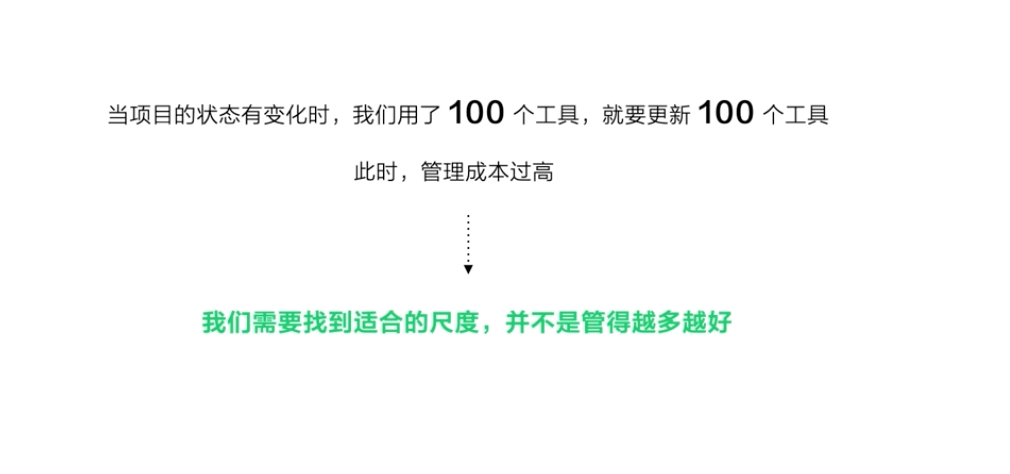 当项目的状态有变化时，我们用了 100 个工具，就要更新 100 个工具
此时，管理成本过高
我们需要找到适合的尺度，并不是管得越多越好